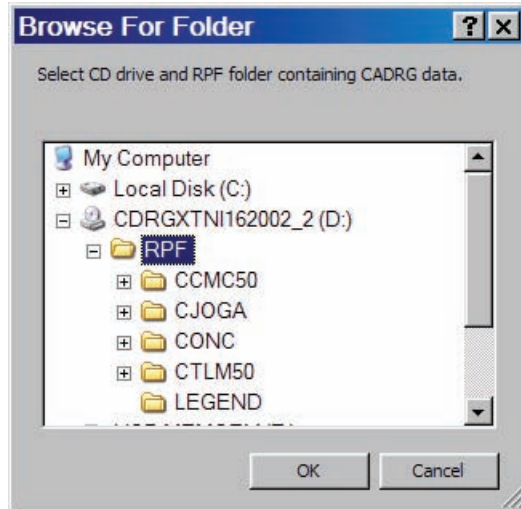 Browse For Folder
Select CD drive and RPF folder containing CADRG data.
My Computer
Local Disk (C:)
CDRGXTNI162002_2 (D:)
RPF
CCMC50
CJOGA
CONC
CTLM50
LEGEND
OK Cancel